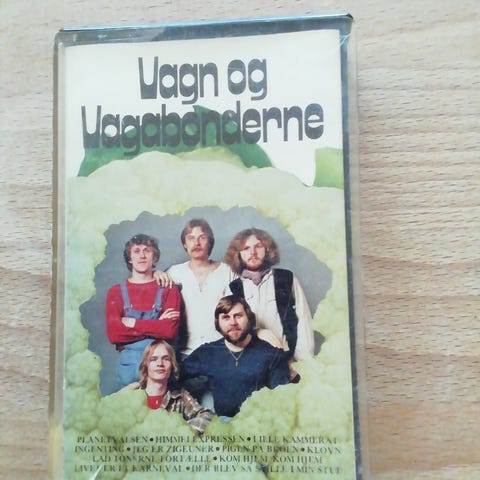 Vagn og
Vagabonderne
PLANETVALSEN • HIMMELEXPRESSEN • LILLE KAMMERAT
INGENTING • JEG ER ZIGEUNER • PIGEN PÅ BROEN • KLOVN
LAD TONERNE FORTÆLLE • KOM HJEM, KOM HJEM
LIVET ER ET KARNEVAL • DER BLEV SÅ STILLE I MIN STUE